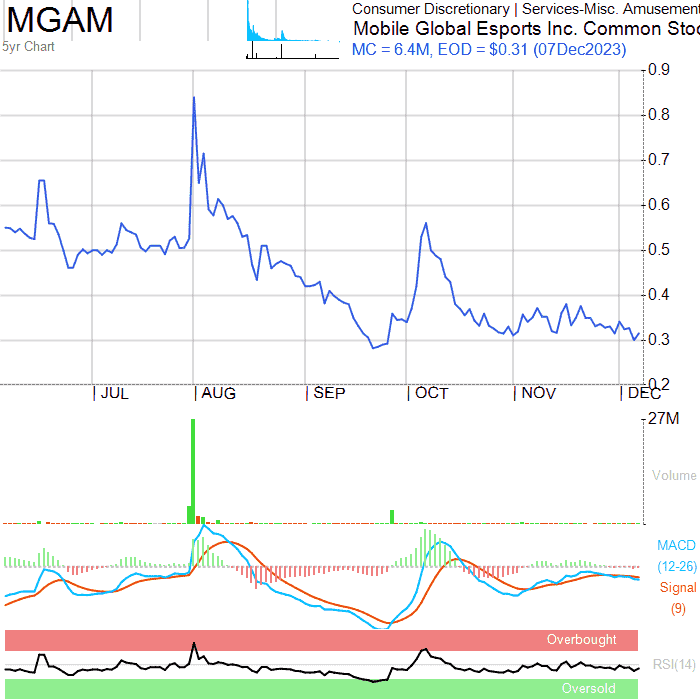 MGAM
5yr Chart
Consumer Discretionary | Services-Misc. Amusement
Mobile Global Esports Inc. Common Stoc
MC = 6.4M, EOD = $0.31 (07Dec2023)
0.9
0.8
0.7
0.6
0.5
0.4
0.3
0.2
JUL
AUG
SEP
OCT
NOV
DEC
27M
Volume
MACD
(12-26)
Signal
(9)
Overbought
RSI(14)
Oversold